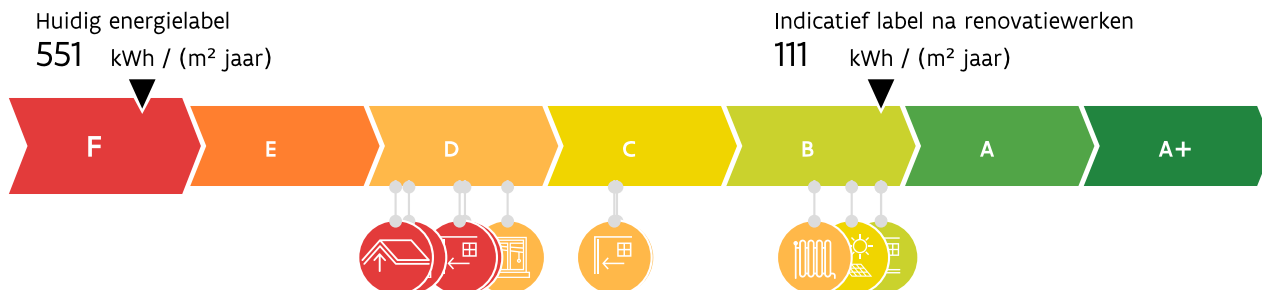 Huidig energielabel
551 kWh / (m² jaar)
Indicatief label na renovatiewerken
111 kWh / (m² jaar)
F E D C B A A+